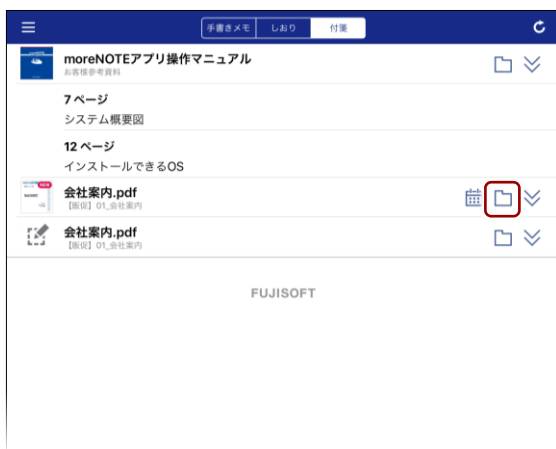 手書きメモ しおり 付箋
moreNOTEアプリ操作マニュアル
お客様参考資料
7 ページ
システム概要図
12 ページ
インストールできるOS
NEW
会社案内.pdf
【販促】01_会社案内
会社案内.pdf
【販促】01_会社案内
FUJISOFT